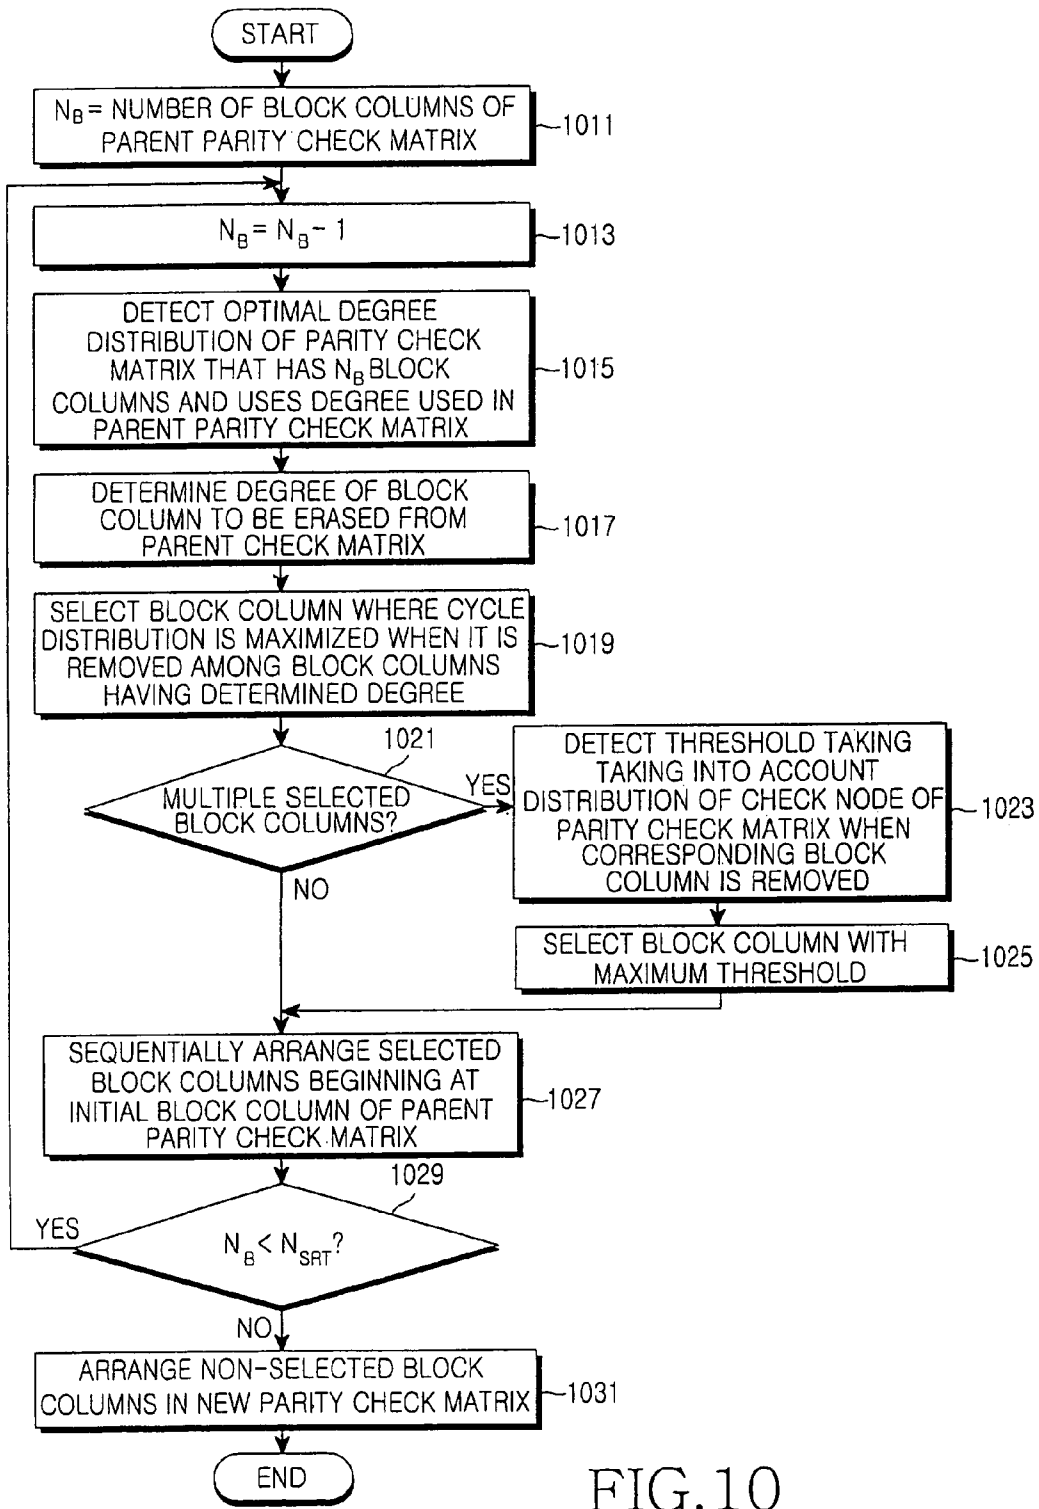 START
N_B = NUMBER OF BLOCK COLUMNS OF
PARENT PARITY CHECK MATRIX
1011
N_B = N_B - 1
1013
DETECT OPTIMAL DEGREE
DISTRIBUTION OF PARITY CHECK
MATRIX THAT HAS N_B BLOCK
COLUMNS AND USES DEGREE USED IN
PARENT PARITY CHECK MATRIX
1015
DETERMINE DEGREE OF BLOCK
COLUMN TO BE ERASED FROM
PARENT CHECK MATRIX
1017
SELECT BLOCK COLUMN WHERE CYCLE
DISTRIBUTION IS MAXIMIZED WHEN IT IS
REMOVED AMONG BLOCK COLUMNS
HAVING DETERMINED DEGREE
1019
1021
MULTIPLE SELECTED
BLOCK COLUMNS?
YES
NO
DETECT THRESHOLD TAKING
TAKING INTO ACCOUNT
DISTRIBUTION OF CHECK NODE OF
PARITY CHECK MATRIX WHEN
CORRESPONDING BLOCK
COLUMN IS REMOVED
1023
SELECT BLOCK COLUMN WITH
MAXIMUM THRESHOLD
1025
SEQUENTIALLY ARRANGE SELECTED
BLOCK COLUMNS BEGINNING AT
INITIAL BLOCK COLUMN OF PARENT
PARITY CHECK MATRIX
1027
1029
YES
N_B < N_SRT?
NO
ARRANGE NON-SELECTED BLOCK
COLUMNS IN NEW PARITY CHECK MATRIX
1031
END
FIG.10